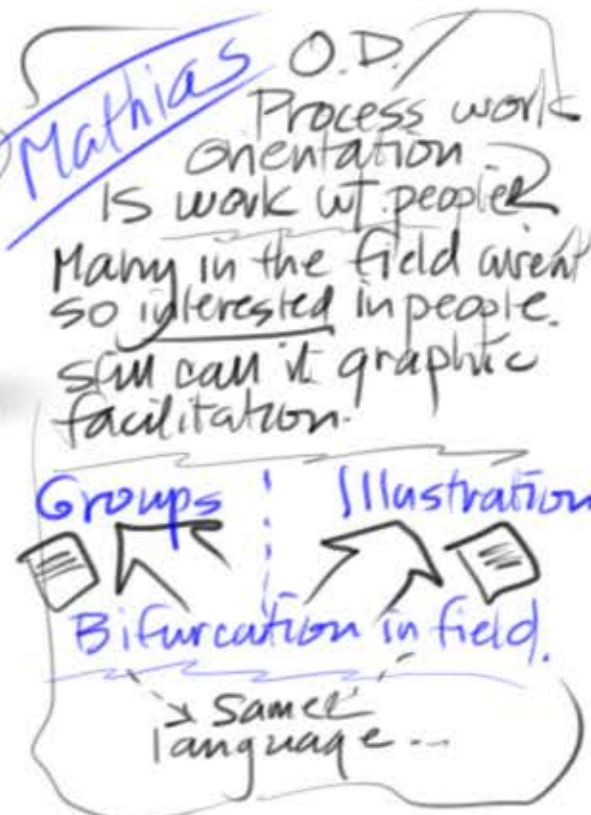 Mathias
O.D./
Process work
orientation
Is work w/ people?
Many in the field aren't
so interested in people.
still call it graphic
facilitation.
Groups Illustration
Bifurcation in field.
Same
language...